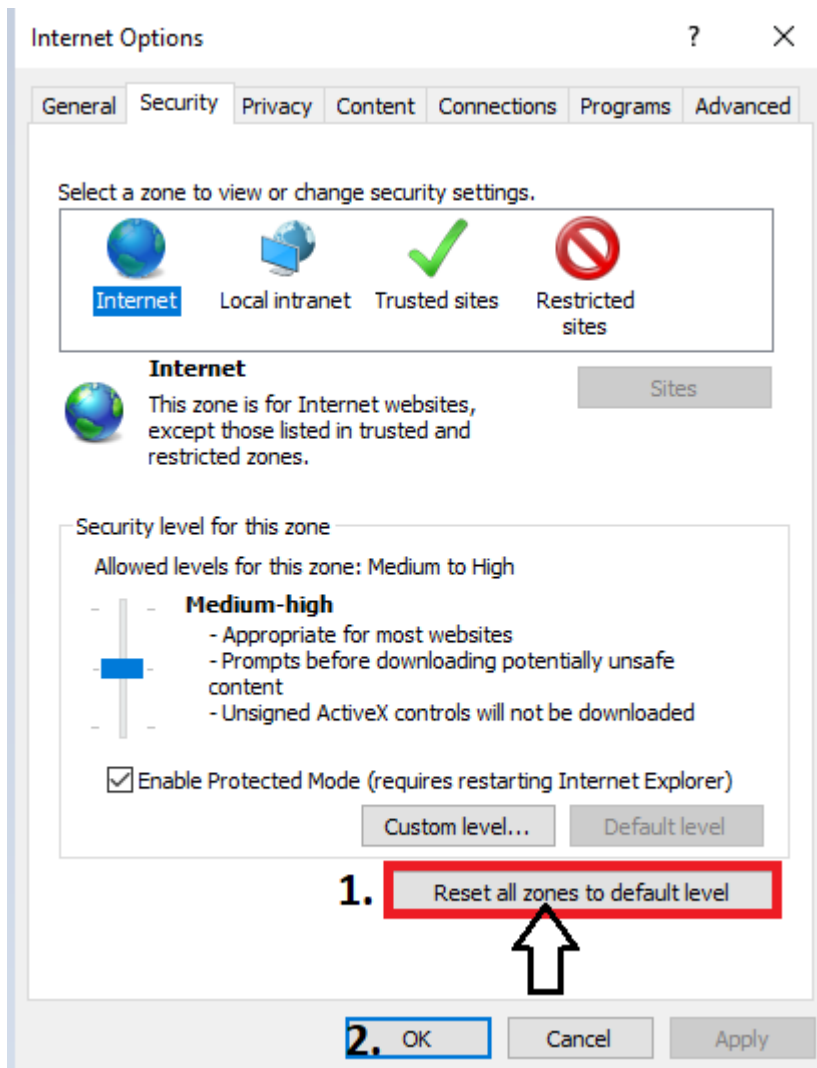 Internet Options ? ×
General Security Privacy Content Connections Programs Advanced
Select a zone to view or change security settings.
Internet Local intranet Trusted sites Restricted
sites
Internet
This zone is for Internet websites,
except those listed in trusted and
restricted zones.
Sites
Security level for this zone
Allowed levels for this zone: Medium to High
Medium-high
- Appropriate for most websites
- Prompts before downloading potentially unsafe
content
- Unsigned ActiveX controls will not be downloaded
Enable Protected Mode (requires restarting Internet Explorer)
Custom level... Default level
1. Reset all zones to default level
2. OK Cancel Apply